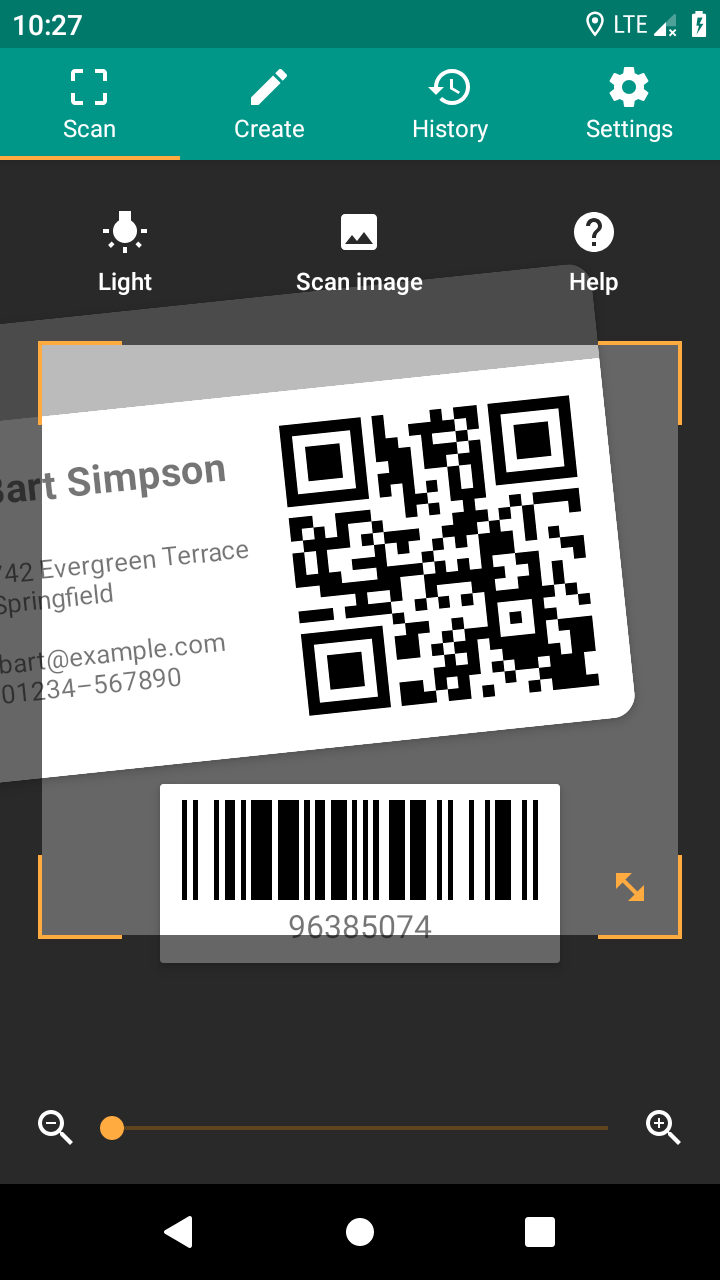 10:27
LTE
Scan
Create
History
Settings
Light
Scan image
Help
Bart Simpson
742 Evergreen Terrace
Springfield
bart@example.com
01234–567890
96385074